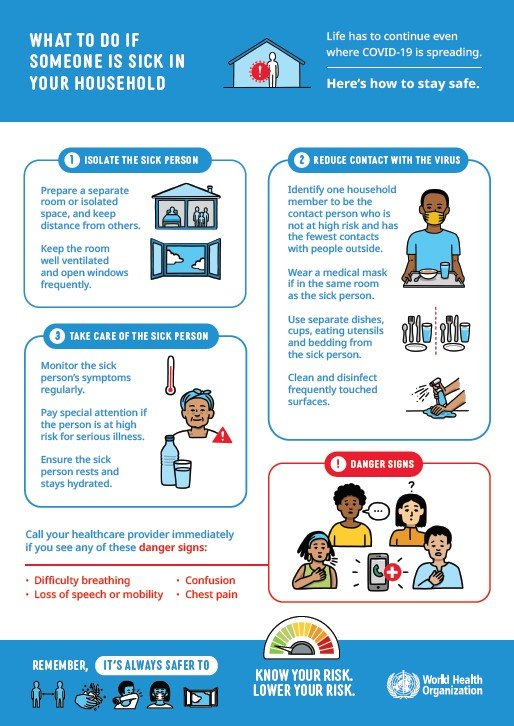 WHAT TO DO IF
SOMEONE IS SICK IN
YOUR HOUSEHOLD
Life has to continue even
where COVID-19 is spreading.
Here's how to stay safe.
1 ISOLATE THE SICK PERSON
Prepare a separate
room or isolated
space, and keep
distance from others.
Keep the room
well ventilated
and open windows
frequently.
2 REDUCE CONTACT WITH THE VIRUS
Identify one household
member to be the
contact person who is
not at high risk and has
the fewest contacts
with people outside.
Wear a medical mask
if in the same room
as the sick person.
Use separate dishes,
cups, eating utensils
and bedding from
the sick person.
Clean and disinfect
frequently touched
surfaces.
3 TAKE CARE OF THE SICK PERSON
Monitor the sick
person's symptoms
regularly.
Pay special attention if
the person is at high
risk for serious illness.
Ensure the sick
person rests and
stays hydrated.
! DANGER SIGNS
?
Call your healthcare provider immediately
if you see any of these danger signs:
• Difficulty breathing
• Loss of speech or mobility
• Confusion
• Chest pain
REMEMBER, IT'S ALWAYS SAFER TO
KNOW YOUR RISK.
LOWER YOUR RISK.
World Health
Organization